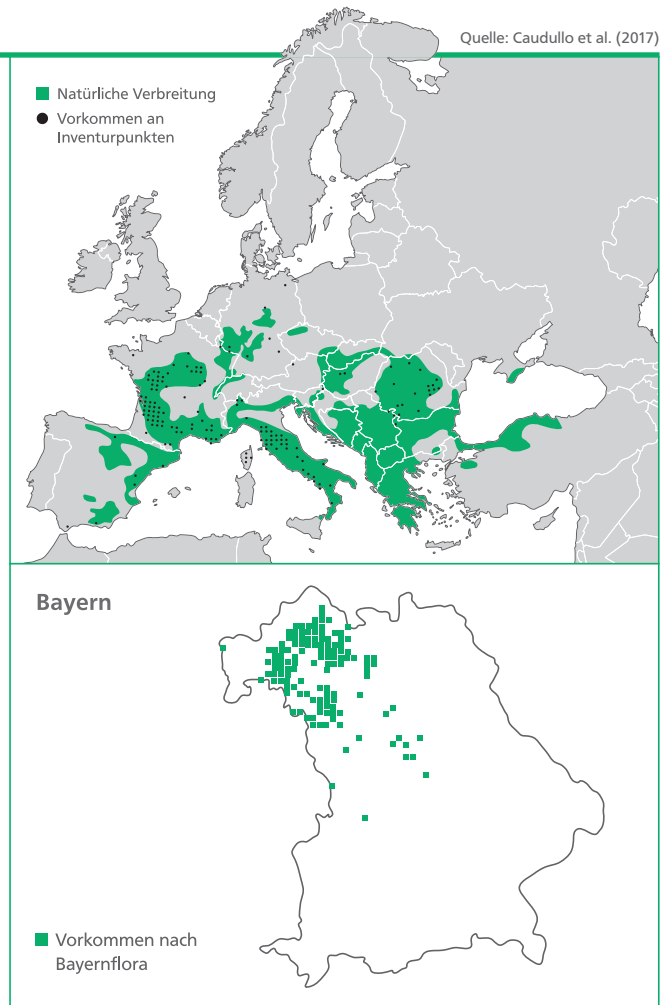 Quelle: Caudullo et al. (2017)
Natürliche Verbreitung
Vorkommen an
Inventurpunkten
Bayern
Vorkommen nach
Bayernflora